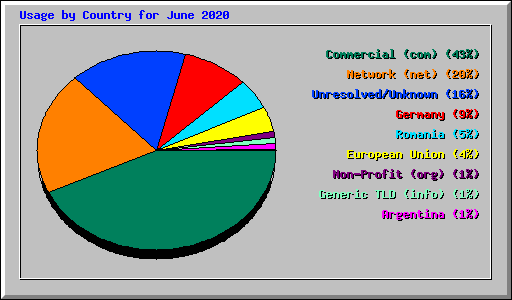 Usage by Country for June 2020
Commercial (com) (43%)
Network (net) (20%)
Unresolved/Unknown (16%)
Germany (9%)
Romania (5%)
European Union (4%)
Non-Profit (org) (1%)
Generic TLD (info) (1%)
Argentina (1%)